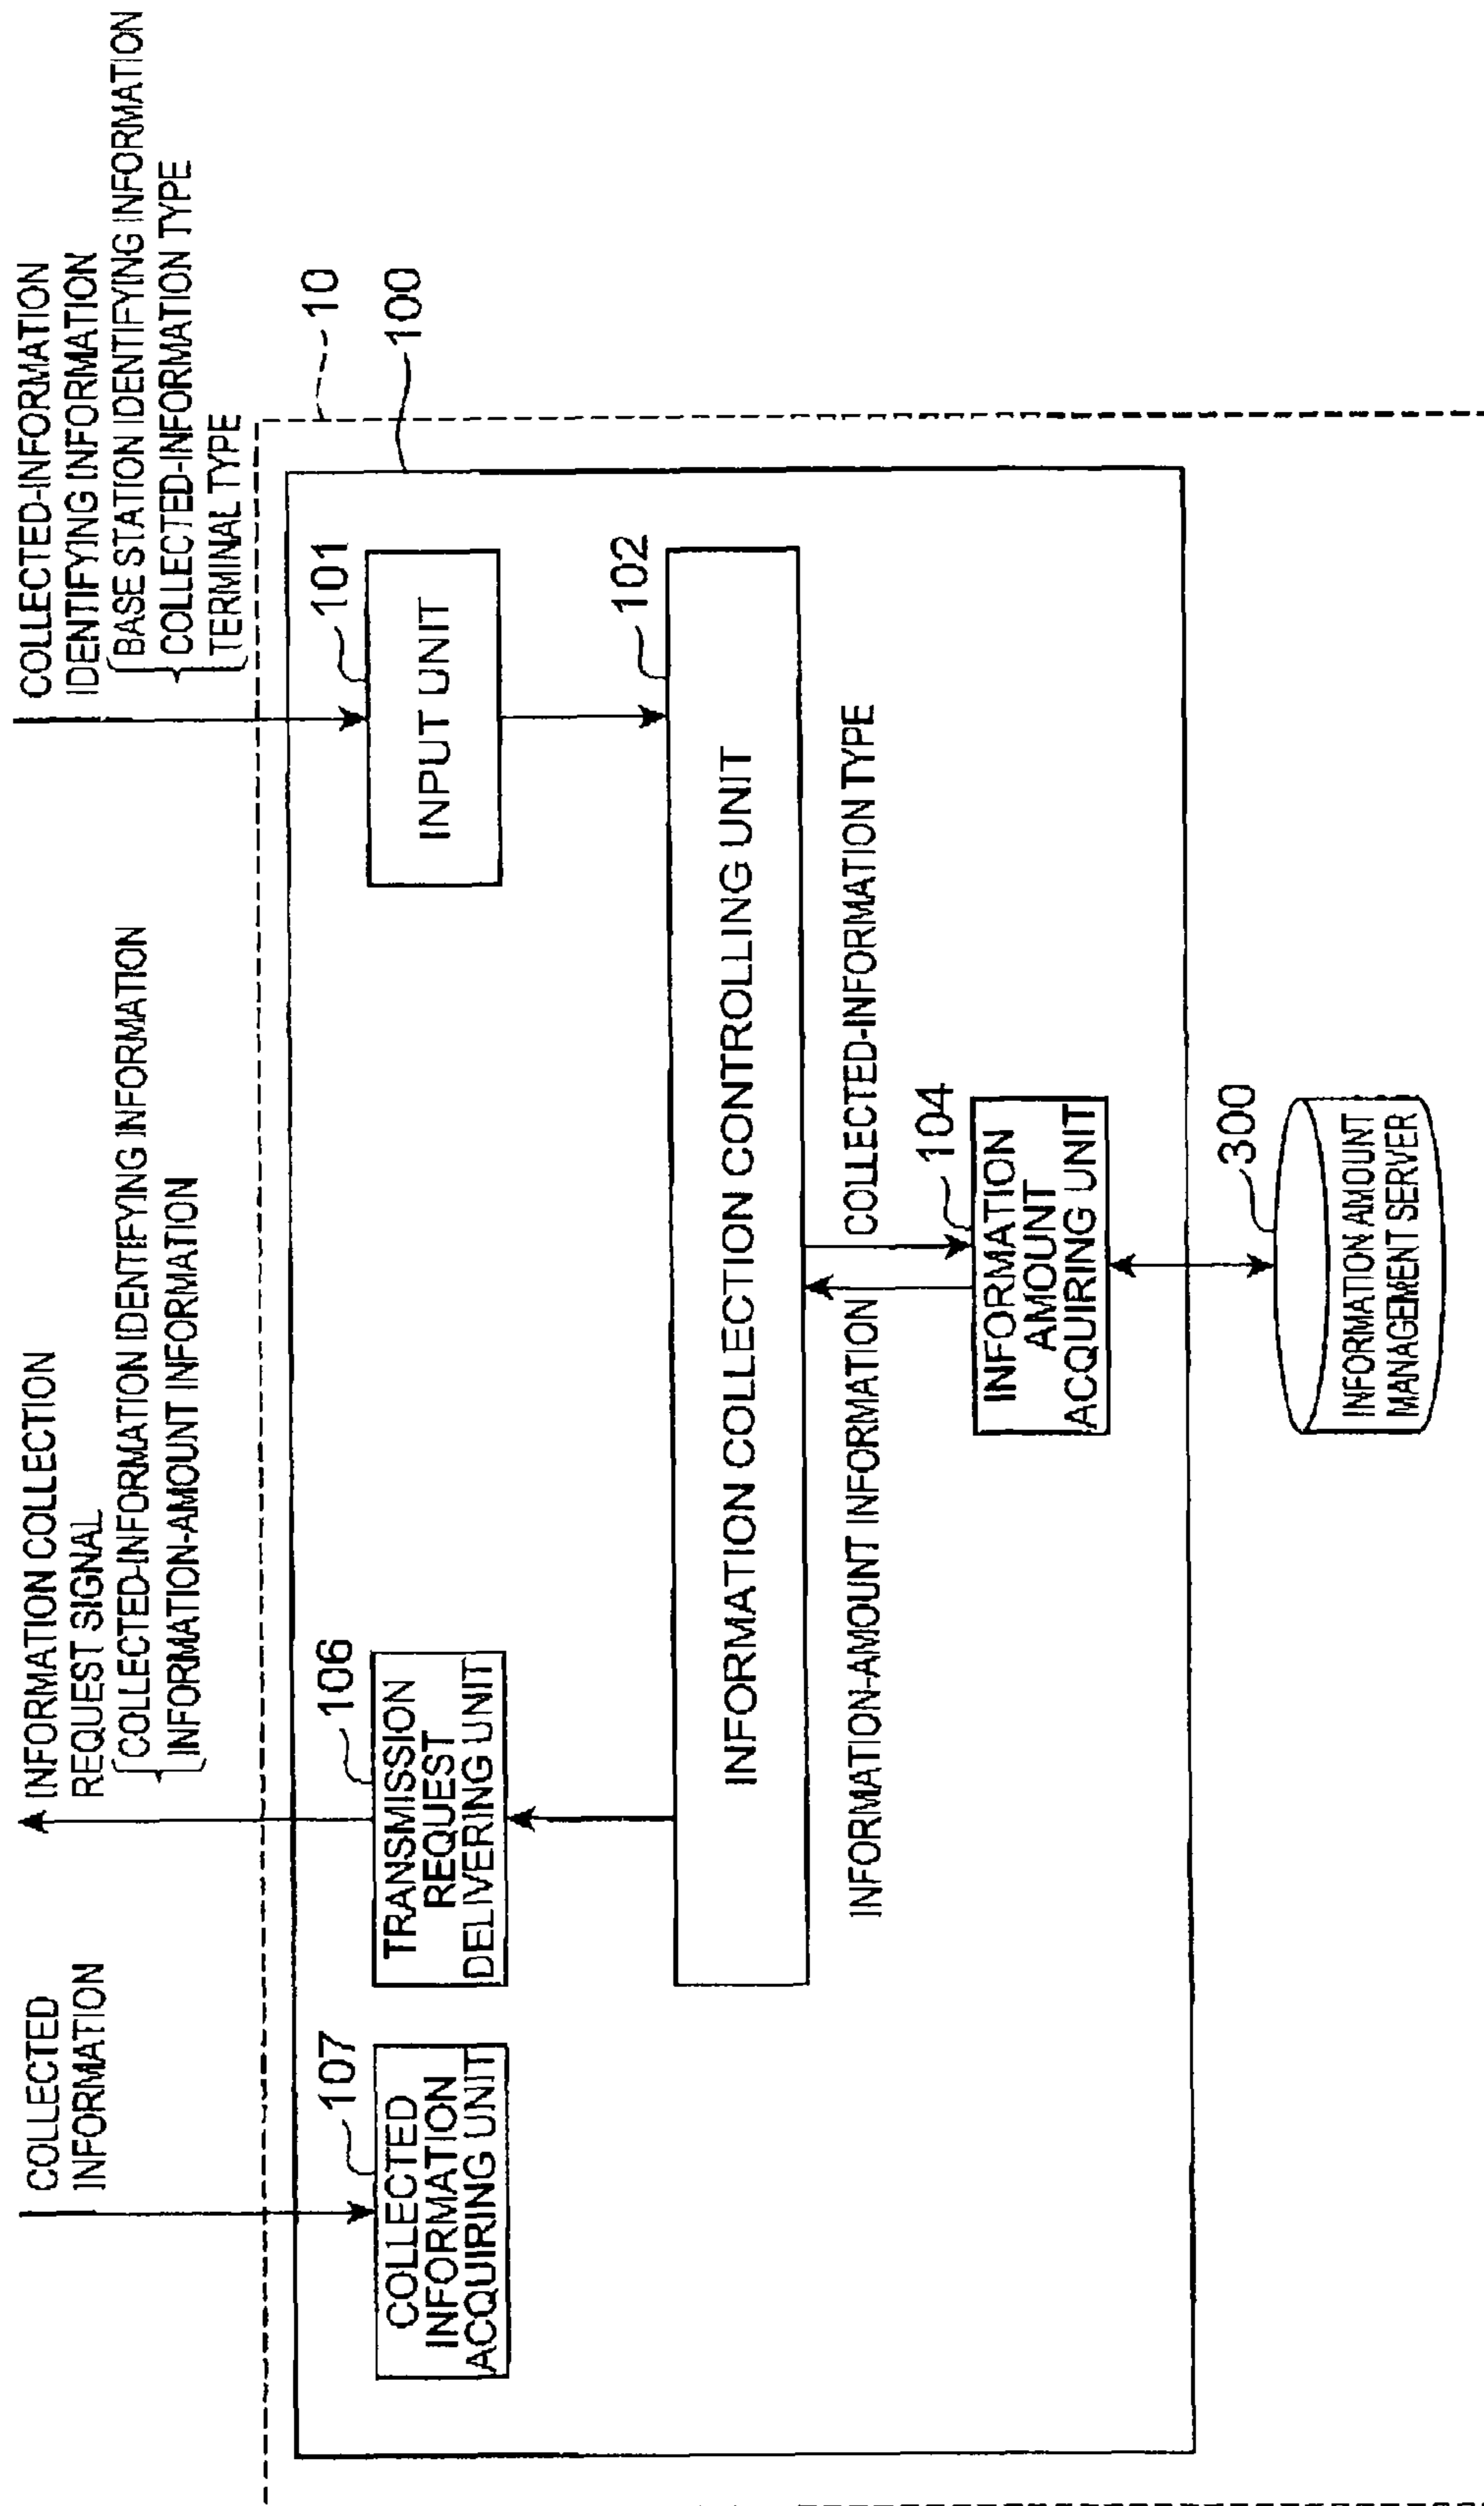 COLLECTED
INFORMATION
INFORMATION COLLECTION
REQUEST SIGNAL
COLLECTED-INFORMATION IDENTIFYING INFORMATION
INFORMATION-AMOUNT INFORMATION
COLLECTED-INFORMATION
IDENTIFYING INFORMATION
BASE STATION IDENTIFYING INFORMATION
COLLECTED-INFORMATION TYPE
TERMINAL TYPE
10
100
107
COLLECTED
INFORMATION
ACQUIRING UNIT
106
TRANSMISSION
REQUEST
DELIVERING UNIT
101
INPUT UNIT
102
INFORMATION COLLECTION CONTROLLING UNIT
INFORMATION-AMOUNT INFORMATION
COLLECTED-INFORMATION TYPE
104
INFORMATION
AMOUNT
ACQUIRING UNIT
300
INFORMATION AMOUNT
MANAGEMENT SERVER